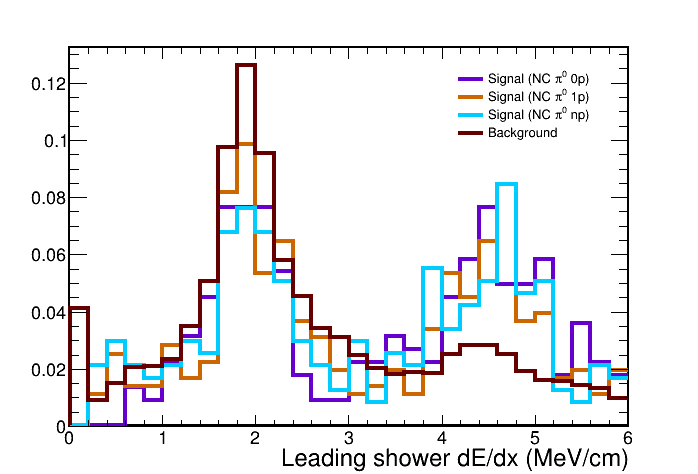 0.12
0.1
0.08
0.06
0.04
0.02
0
0 1 2 3 4 5 6
Signal (NC π⁰ 0p)
Signal (NC π⁰ 1p)
Signal (NC π⁰ np)
Background
Leading shower dE/dx (MeV/cm)